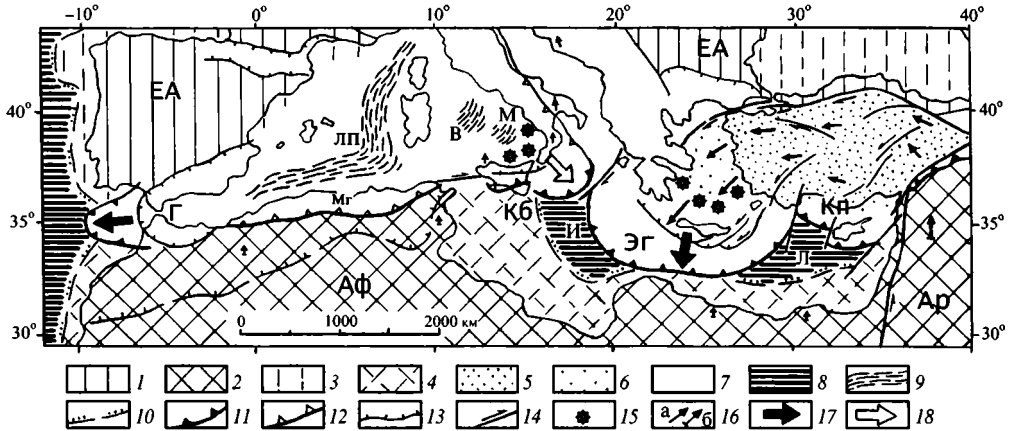 –10° 0° 10° 20° 30° 40°
ЕА ЕА
40° 40°
ЛП В М
35° Г Мг Кб И Эг Кп Л 35°
Аф Ар
30° 0 1000 2000 км 30°
1 2 3 4 5 6 7 8 9
10 11 12 13 14 15 а б 16 17 18